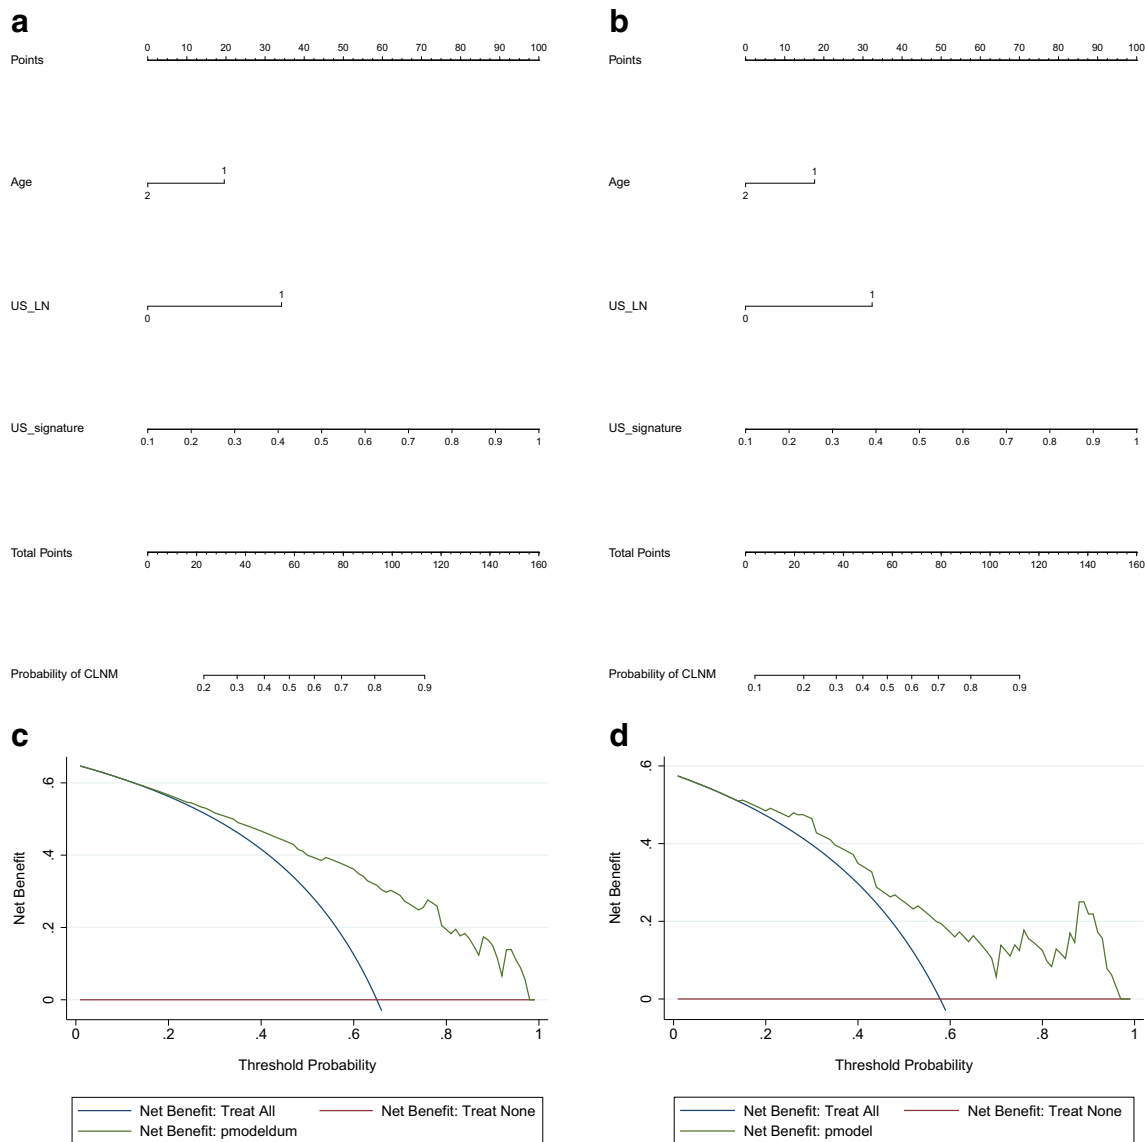 a
0 10 20 30 40 50 60 70 80 90 100
Points
1
Age
2
1
US_LN
0
US_signature
0.1 0.2 0.3 0.4 0.5 0.6 0.7 0.8 0.9 1
Total Points
0 20 40 60 80 100 120 140 160
Probability of CLNM
0.2 0.3 0.4 0.5 0.6 0.7 0.8 0.9
b
0 10 20 30 40 50 60 70 80 90 100
Points
1
Age
2
1
US_LN
0
US_signature
0.1 0.2 0.3 0.4 0.5 0.6 0.7 0.8 0.9 1
Total Points
0 20 40 60 80 100 120 140 160
Probability of CLNM
0.1 0.2 0.3 0.4 0.5 0.6 0.7 0.8 0.9
c
Net Benefit
.6
.4
.2
0
0 .2 .4 .6 .8 1
Threshold Probability
Net Benefit: Treat All Net Benefit: Treat None
Net Benefit: pmodeldum
d
Net Benefit
.6
.4
.2
0
0 .2 .4 .6 .8 1
Threshold Probability
Net Benefit: Treat All Net Benefit: Treat None
Net Benefit: pmodel